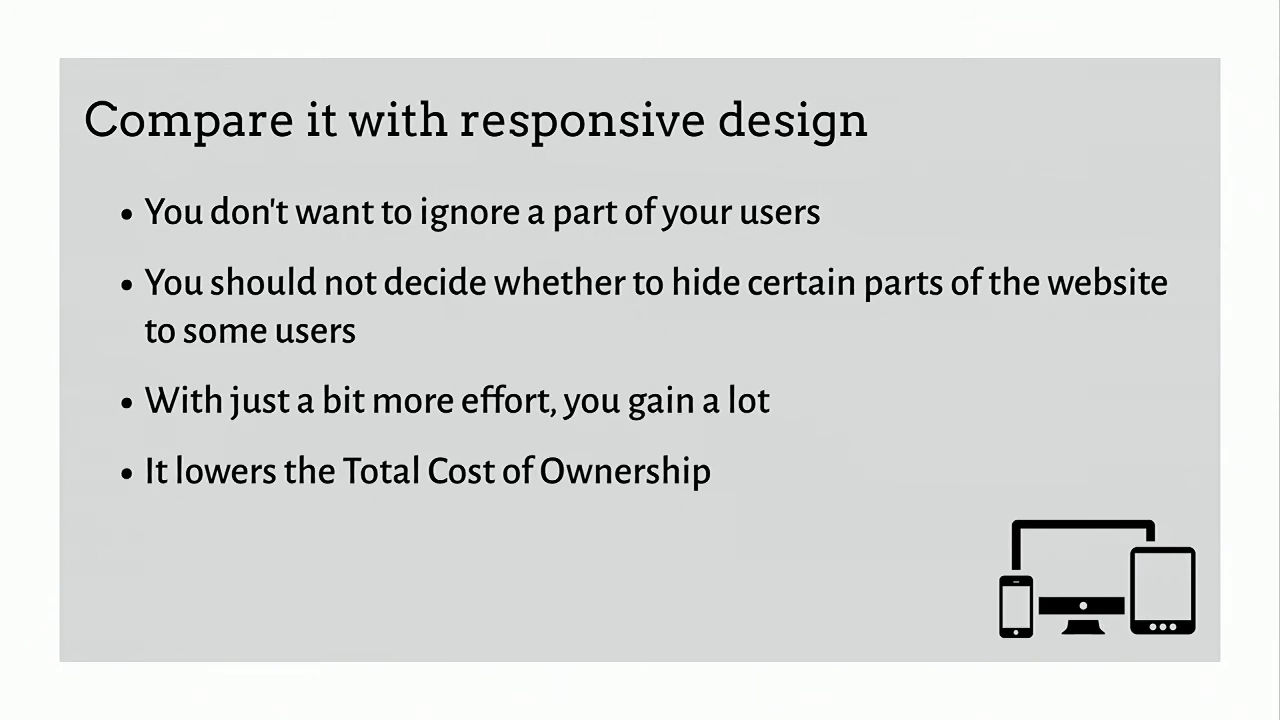 Compare it with responsive design
• You don't want to ignore a part of your users
• You should not decide whether to hide certain parts of the website
to some users
• With just a bit more effort, you gain a lot
• It lowers the Total Cost of Ownership